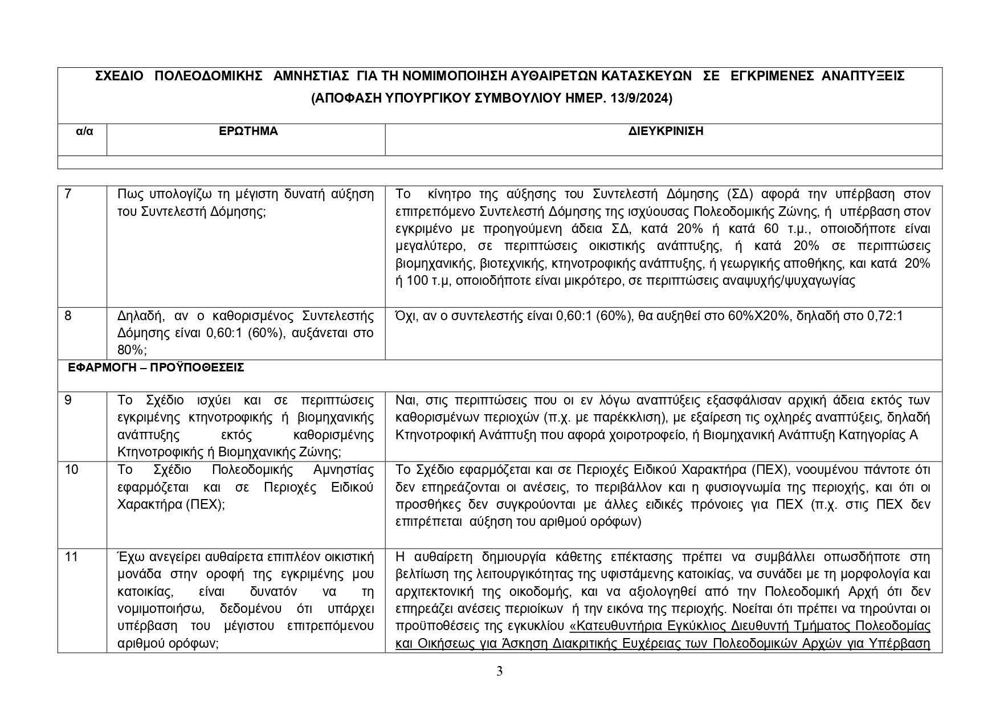 ΣΧΕΔΙΟ ΠΟΛΕΟΔΟΜΙΚΗΣ ΑΜΝΗΣΤΙΑΣ ΓΙΑ ΤΗ ΝΟΜΙΜΟΠΟΙΗΣΗ ΑΥΘΑΙΡΕΤΩΝ ΚΑΤΑΣΚΕΥΩΝ ΣΕ ΕΓΚΡΙΜΕΝΕΣ ΑΝΑΠΤΥΞΕΙΣ
(ΑΠΟΦΑΣΗ ΥΠΟΥΡΓΙΚΟΥ ΣΥΜΒΟΥΛΙΟΥ ΗΜΕΡ. 13/9/2024)
α/α
ΕΡΩΤΗΜΑ
ΔΙΕΥΚΡΙΝΙΣΗ
7
Πως υπολογίζω τη μέγιστη δυνατή αύξηση
του Συντελεστή Δόμησης;
Το κίνητρο της αύξησης του Συντελεστή Δόμησης (ΣΔ) αφορά την υπέρβαση στον
επιτρεπόμενο Συντελεστή Δόμησης της ισχύουσας Πολεοδομικής Ζώνης, ή υπέρβαση στον
εγκριμένο με προηγούμενη άδεια ΣΔ, κατά 20% ή κατά 60 τ.μ., οποιοδήποτε είναι
μεγαλύτερο, σε περιπτώσεις οικιστικής ανάπτυξης, ή κατά 20% σε περιπτώσεις
βιομηχανικής, βιοτεχνικής, κτηνοτροφικής ανάπτυξης, ή γεωργικής αποθήκης, και κατά 20%
ή 100 τ.μ, οποιοδήποτε είναι μικρότερο, σε περιπτώσεις αναψυχής/ψυχαγωγίας
8
Δηλαδή, αν ο καθορισμένος Συντελεστής
Δόμησης είναι 0,60:1 (60%), αυξάνεται στο
80%;
Όχι, αν ο συντελεστής είναι 0,60:1 (60%), θα αυξηθεί στο 60%Χ20%, δηλαδή στο 0,72:1
ΕΦΑΡΜΟΓΗ – ΠΡΟΫΠΟΘΕΣΕΙΣ
9
Το Σχέδιο ισχύει και σε περιπτώσεις
εγκριμένης κτηνοτροφικής ή βιομηχανικής
ανάπτυξης εκτός καθορισμένης
Κτηνοτροφικής ή Βιομηχανικής Ζώνης;
Ναι, στις περιπτώσεις που οι εν λόγω αναπτύξεις εξασφάλισαν αρχική άδεια εκτός των
καθορισμένων περιοχών (π.χ. με παρέκκλιση), με εξαίρεση τις οχληρές αναπτύξεις, δηλαδή
Κτηνοτροφική Ανάπτυξη που αφορά χοιροτροφείο, ή Βιομηχανική Ανάπτυξη Κατηγορίας Α
10
Το Σχέδιο Πολεοδομικής Αμνηστίας
εφαρμόζεται και σε Περιοχές Ειδικού
Χαρακτήρα (ΠΕΧ);
Το Σχέδιο εφαρμόζεται και σε Περιοχές Ειδικού Χαρακτήρα (ΠΕΧ), νοουμένου πάντοτε ότι
δεν επηρεάζονται οι ανέσεις, το περιβάλλον και η φυσιογνωμία της περιοχής, και ότι οι
προσθήκες δεν συγκρούονται με άλλες ειδικές πρόνοιες για ΠΕΧ (π.χ. στις ΠΕΧ δεν
επιτρέπεται αύξηση του αριθμού ορόφων)
11
Έχω ανεγείρει αυθαίρετα επιπλέον οικιστική
μονάδα στην οροφή της εγκριμένης μου
κατοικίας, είναι δυνατόν να τη
νομιμοποιήσω, δεδομένου ότι υπάρχει
υπέρβαση του μέγιστου επιτρεπόμενου
αριθμού ορόφων;
Η αυθαίρετη δημιουργία κάθετης επέκτασης πρέπει να συμβάλλει οπωσδήποτε στη
βελτίωση της λειτουργικότητας της υφιστάμενης κατοικίας, να συνάδει με τη μορφολογία και
αρχιτεκτονική της οικοδομής, και να αξιολογηθεί από την Πολεοδομική Αρχή ότι δεν
επηρεάζει ανέσεις περιοίκων ή την εικόνα της περιοχής. Νοείται ότι πρέπει να τηρούνται οι
προϋποθέσεις της εγκυκλίου «Κατευθυντήρια Εγκύκλιος Διευθυντή Τμήματος Πολεοδομίας
και Οικήσεως για Άσκηση Διακριτικής Ευχέρειας των Πολεοδομικών Αρχών για Υπέρβαση
3